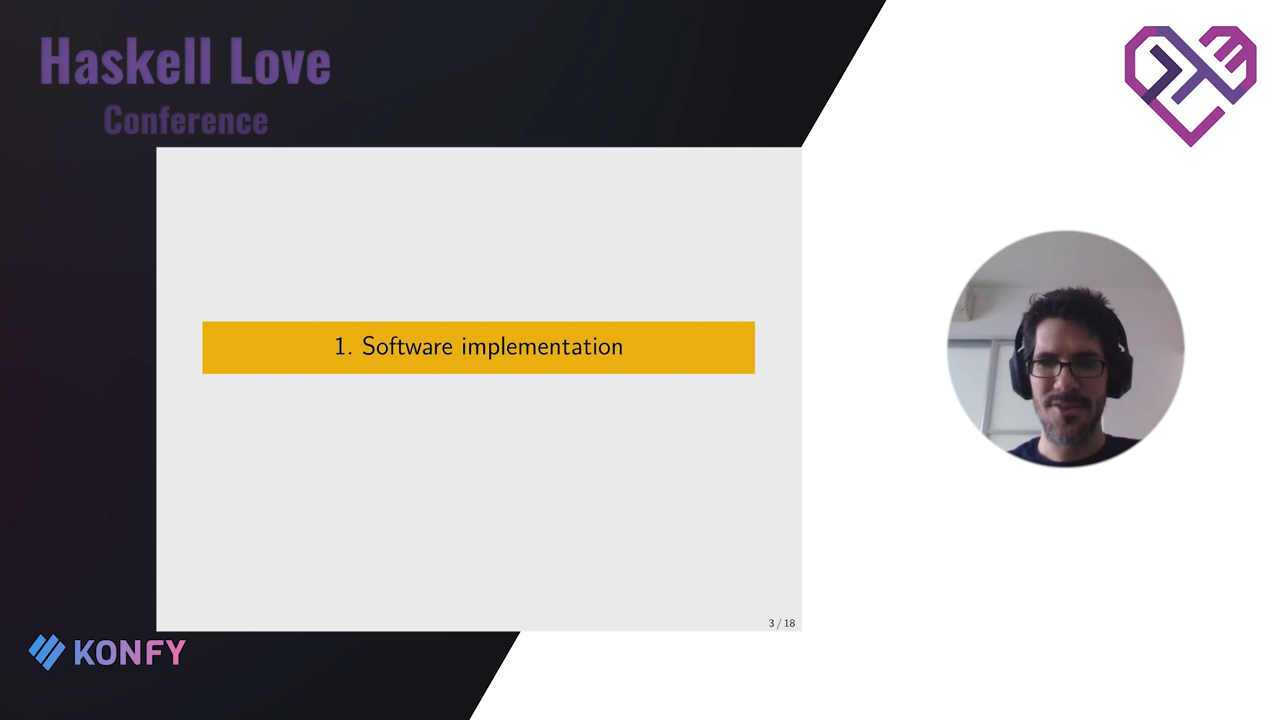 Haskell Love
Conference
1. Software implementation
3 / 18
KONFY